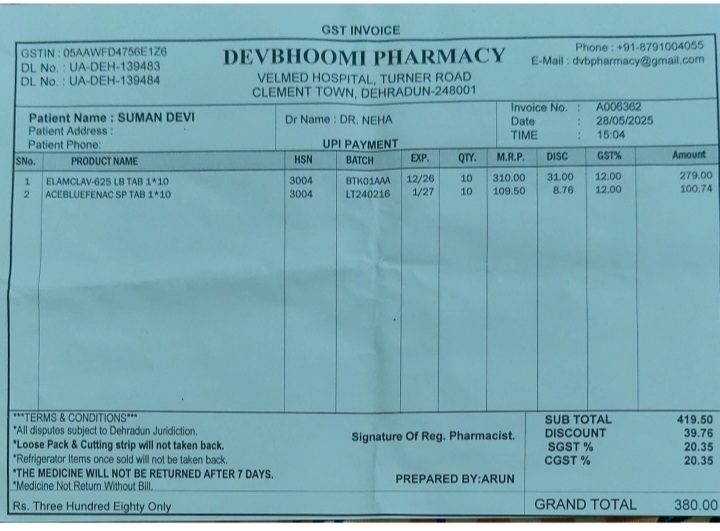 GST INVOICE
GSTIN : 05AAWFD4756E1Z6
DL No. : UA-DEH-139483
DL No. : UA-DEH-139484
DEVBHOOMI PHARMACY
VELMED HOSPITAL, TURNER ROAD
CLEMENT TOWN, DEHRADUN-248001
Phone : +91-8791004055
E-Mail : dvbpharmacy@gmail.com
Patient Name : SUMAN DEVI
Patient Address :
Patient Phone:
Dr Name : DR. NEHA
UPI PAYMENT
Invoice No. : A006362
Date : 28/05/2025
TIME : 15:04
SNo. PRODUCT NAME HSN BATCH EXP. QTY. M.R.P. DISC GST% Amount
1 ELAMCLAV-625 LB TAB 1*10 3004 BTK01AAA 12/26 10 310.00 31.00 12.00 279.00
2 ACEBLUEFENAC SP TAB 1*10 3004 LT240216 1/27 10 109.50 8.76 12.00 100.74
***TERMS & CONDITIONS***
*All disputes subject to Dehradun Juridiction.
*Loose Pack & Cutting strip will not taken back.
*Refrigerator Items once sold will not be taken back.
*THE MEDICINE WILL NOT BE RETURNED AFTER 7 DAYS.
*Medicine Not Return Without Bill.
Signature Of Reg. Pharmacist.
PREPARED BY:ARUN
SUB TOTAL 419.50
DISCOUNT 39.76
SGST % 20.35
CGST % 20.35
Rs. Three Hundred Eighty Only
GRAND TOTAL 380.00